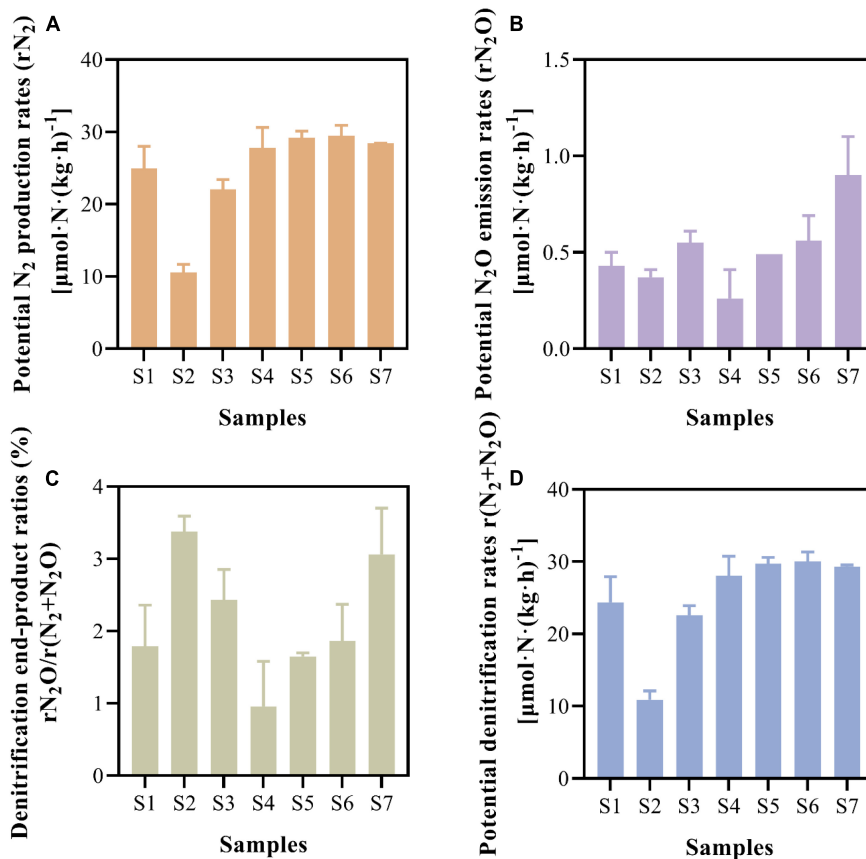 A
Potential N₂ production rates (rN₂)
[μmol·N·(kg·h)⁻¹]
40
30
20
10
0
S1 S2 S3 S4 S5 S6 S7
Samples
B
Potential N₂O emission rates (rN₂O)
[μmol·N·(kg·h)⁻¹]
1.5
1.0
0.5
0.0
S1 S2 S3 S4 S5 S6 S7
Samples
C
Denitrification end-product ratios (%)
rN₂O/r(N₂+N₂O)
4
3
2
1
0
S1 S2 S3 S4 S5 S6 S7
Samples
D
Potential denitrification rates r(N₂+N₂O)
[μmol·N·(kg·h)⁻¹]
40
30
20
10
0
S1 S2 S3 S4 S5 S6 S7
Samples